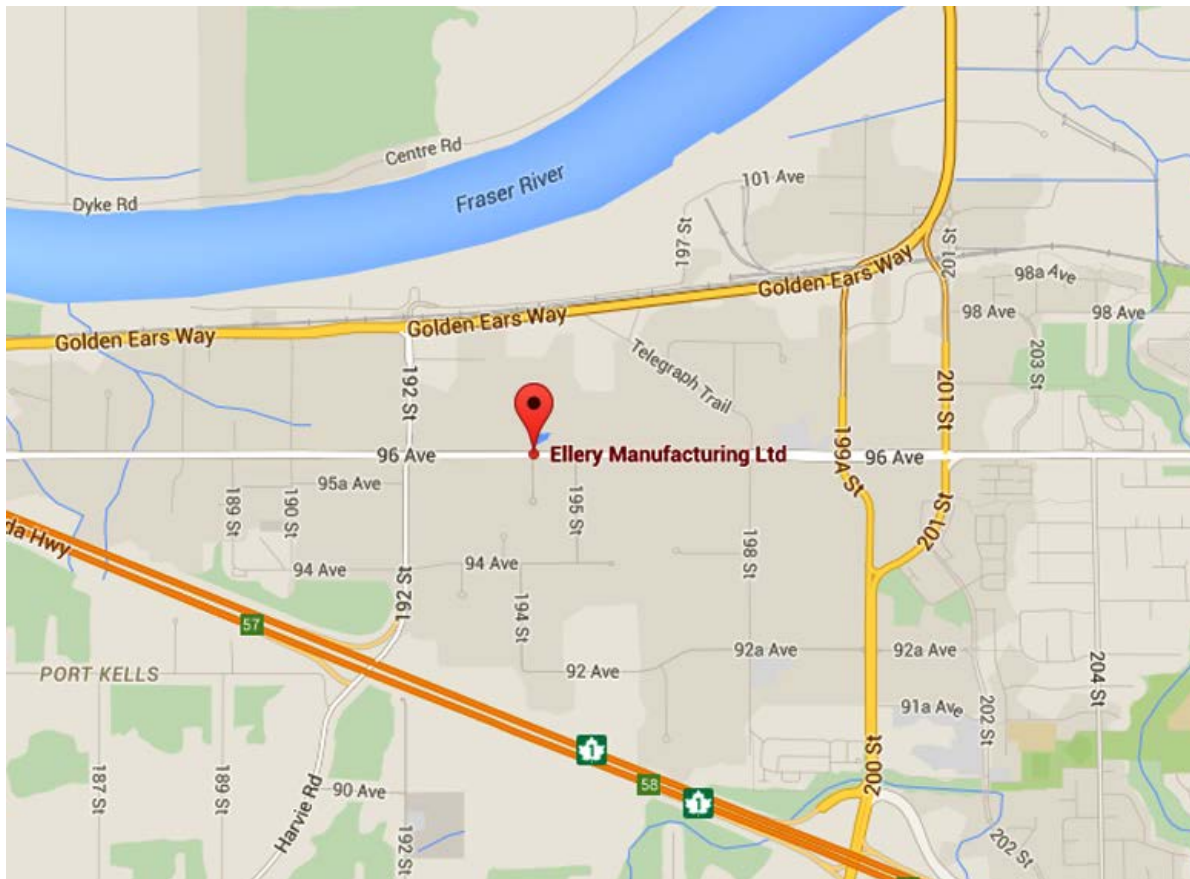 Centre Rd
Dyke Rd
Fraser River
101 Ave
197 St
201 St
98a Ave
Golden Ears Way
Golden Ears Way
Golden Ears Way
98 Ave
98 Ave
203 St
Telegraph Trail
192 St
201 St
96 Ave
Ellery Manufacturing Ltd
96 Ave
199A St
95a Ave
189 St
190 St
195 St
201 St
da Hwy
94 Ave
94 Ave
198 St
192 St
194 St
57
PORT KELLS
92 Ave
92a Ave
92a Ave
204 St
91a Ave
202 St
1
187 St
189 St
Harvie Rd
90 Ave
58
1
200 St
192 St
202 St